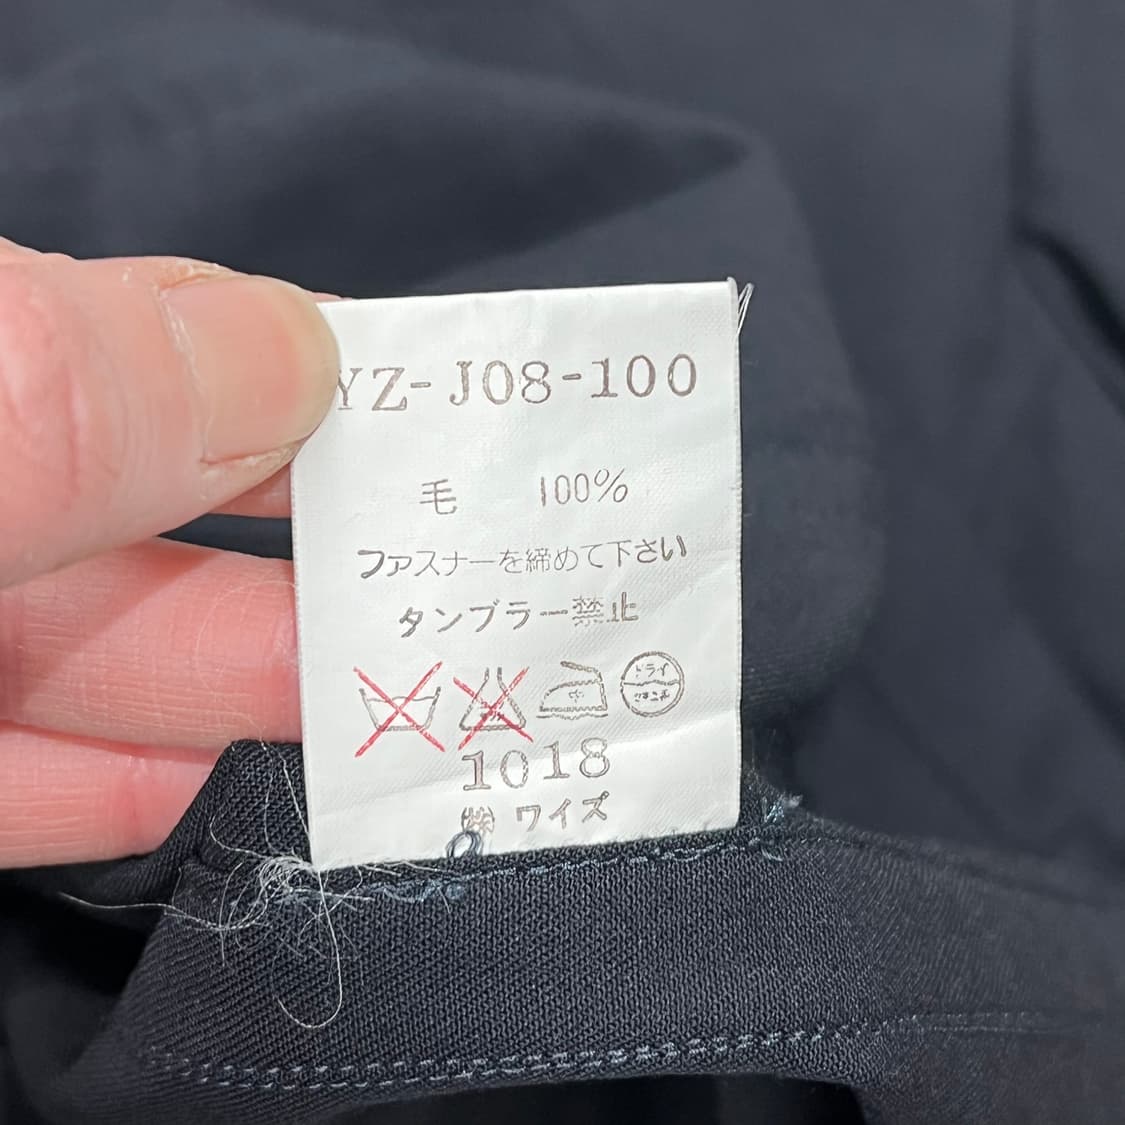 YZ-J08-100
毛 100%
ファスナーを締めて下さい
タンブラー禁止
ドライ
1018
㈱ ワイズ